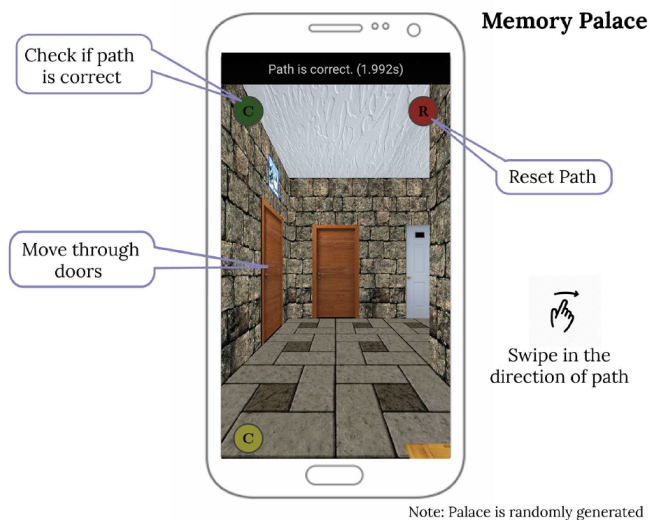 Memory Palace
Check if path
is correct
Path is correct. (1.992s)
C
R
Reset Path
Move through
doors
Swipe in the
direction of path
C
Note: Palace is randomly generated